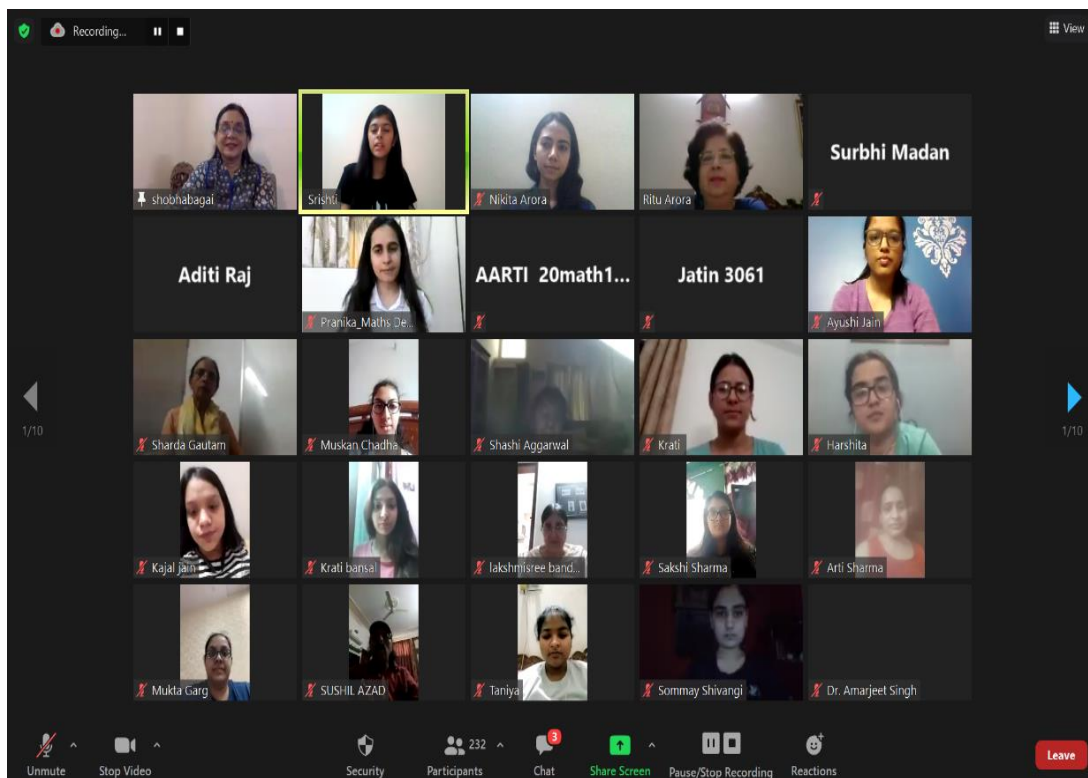 Recording...
View
shobhabagai
Srishti
Nikita Arora
Ritu Arora
Surbhi Madan
Aditi Raj
Pranika_Maths De...
AARTI 20math1...
Jatin 3061
Ayushi Jain
Sharda Gautam
Muskan Chadha
Shashi Aggarwal
Krati
Harshita
1/10
1/10
Kajal jain
Krati bansal
lakshmisree band...
Sakshi Sharma
Arti Sharma
Mukta Garg
SUSHIL AZAD
Taniya
Sommay Shivangi
Dr. Amarjeet Singh
Unmute
Stop Video
Security
232
Participants
3
Chat
Share Screen
Pause/Stop Recording
Reactions
Leave